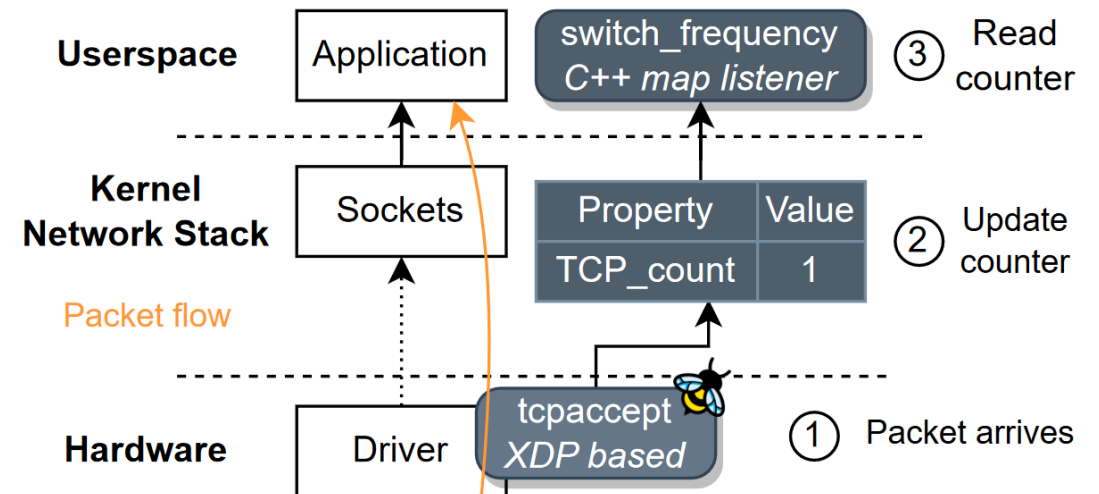 Userspace
Application
switch_frequency
C++ map listener
3
Read
counter
Kernel
Network Stack
Sockets
Property
Value
TCP_count
1
2
Update
counter
Packet flow
Hardware
Driver
tcpaccept
XDP based
1
Packet arrives